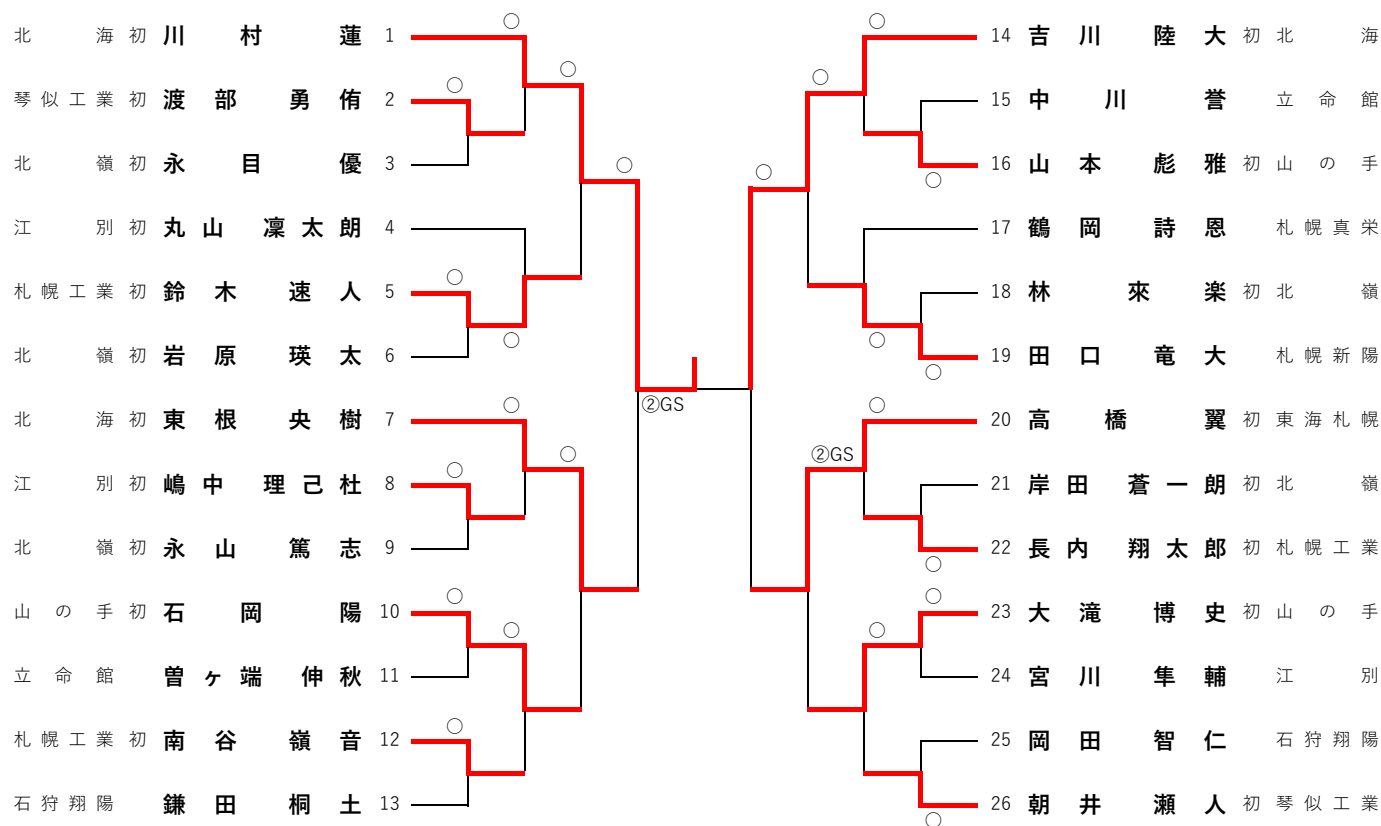 ○ ○
北海 初 川村蓮 1 14 吉川陸大 初 北海
○ ○
○ 琴似工業 初 渡部勇侑 2 15 中川誉 立命館
北嶺 初 永目優 3 16 山本彪雅 初 山の手
○ ○ ○
江別 初 丸山凜太朗 4 17 鶴岡詩恩 札幌真栄
○
札幌工業 初 鈴木速人 5 18 林來楽 初 北嶺
○ ○
北嶺 初 岩原瑛太 6 19 田口竜大 札幌新陽
○
②GS
○ ○
北海 初 東根央樹 7 20 高橋翼 初 東海札幌
○ ②GS
○
江別 初 嶋中理己杜 8 21 岸田蒼一朗 初 北嶺
北嶺 初 永山篤志 9 22 長内翔太郎 初 札幌工業
○
○ ○
山の手 初 石岡陽 10 23 大滝博史 初 山の手
○ ○
立命館 曽ヶ端伸秋 11 24 宮川隼輔 江別
○
札幌工業 初 南谷嶺音 12 25 岡田智仁 石狩翔陽
石狩翔陽 鎌田桐土 13 26 朝井瀬人 初 琴似工業
○